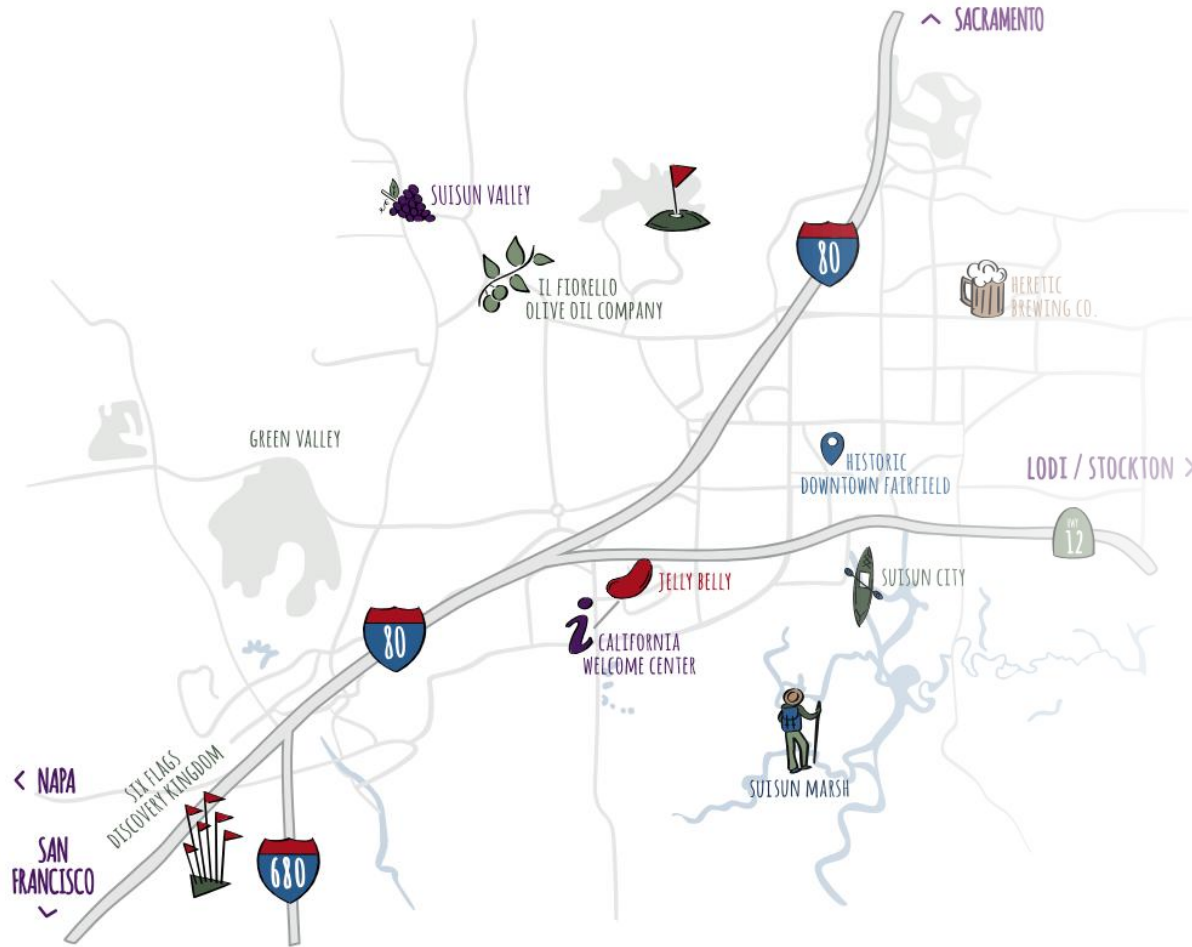 SACRAMENTO
SUISUN VALLEY
80
IL FIORELLO
OLIVE OIL COMPANY
HERETIC
BREWING CO.
GREEN VALLEY
HISTORIC
DOWNTOWN FAIRFIELD
LODI / STOCKTON
HWY
12
JELLY BELLY
SUISUN CITY
80
CALIFORNIA
WELCOME CENTER
SUISUN MARSH
NAPA
SIX FLAGS
DISCOVERY KINGDOM
SAN
FRANCISCO
680